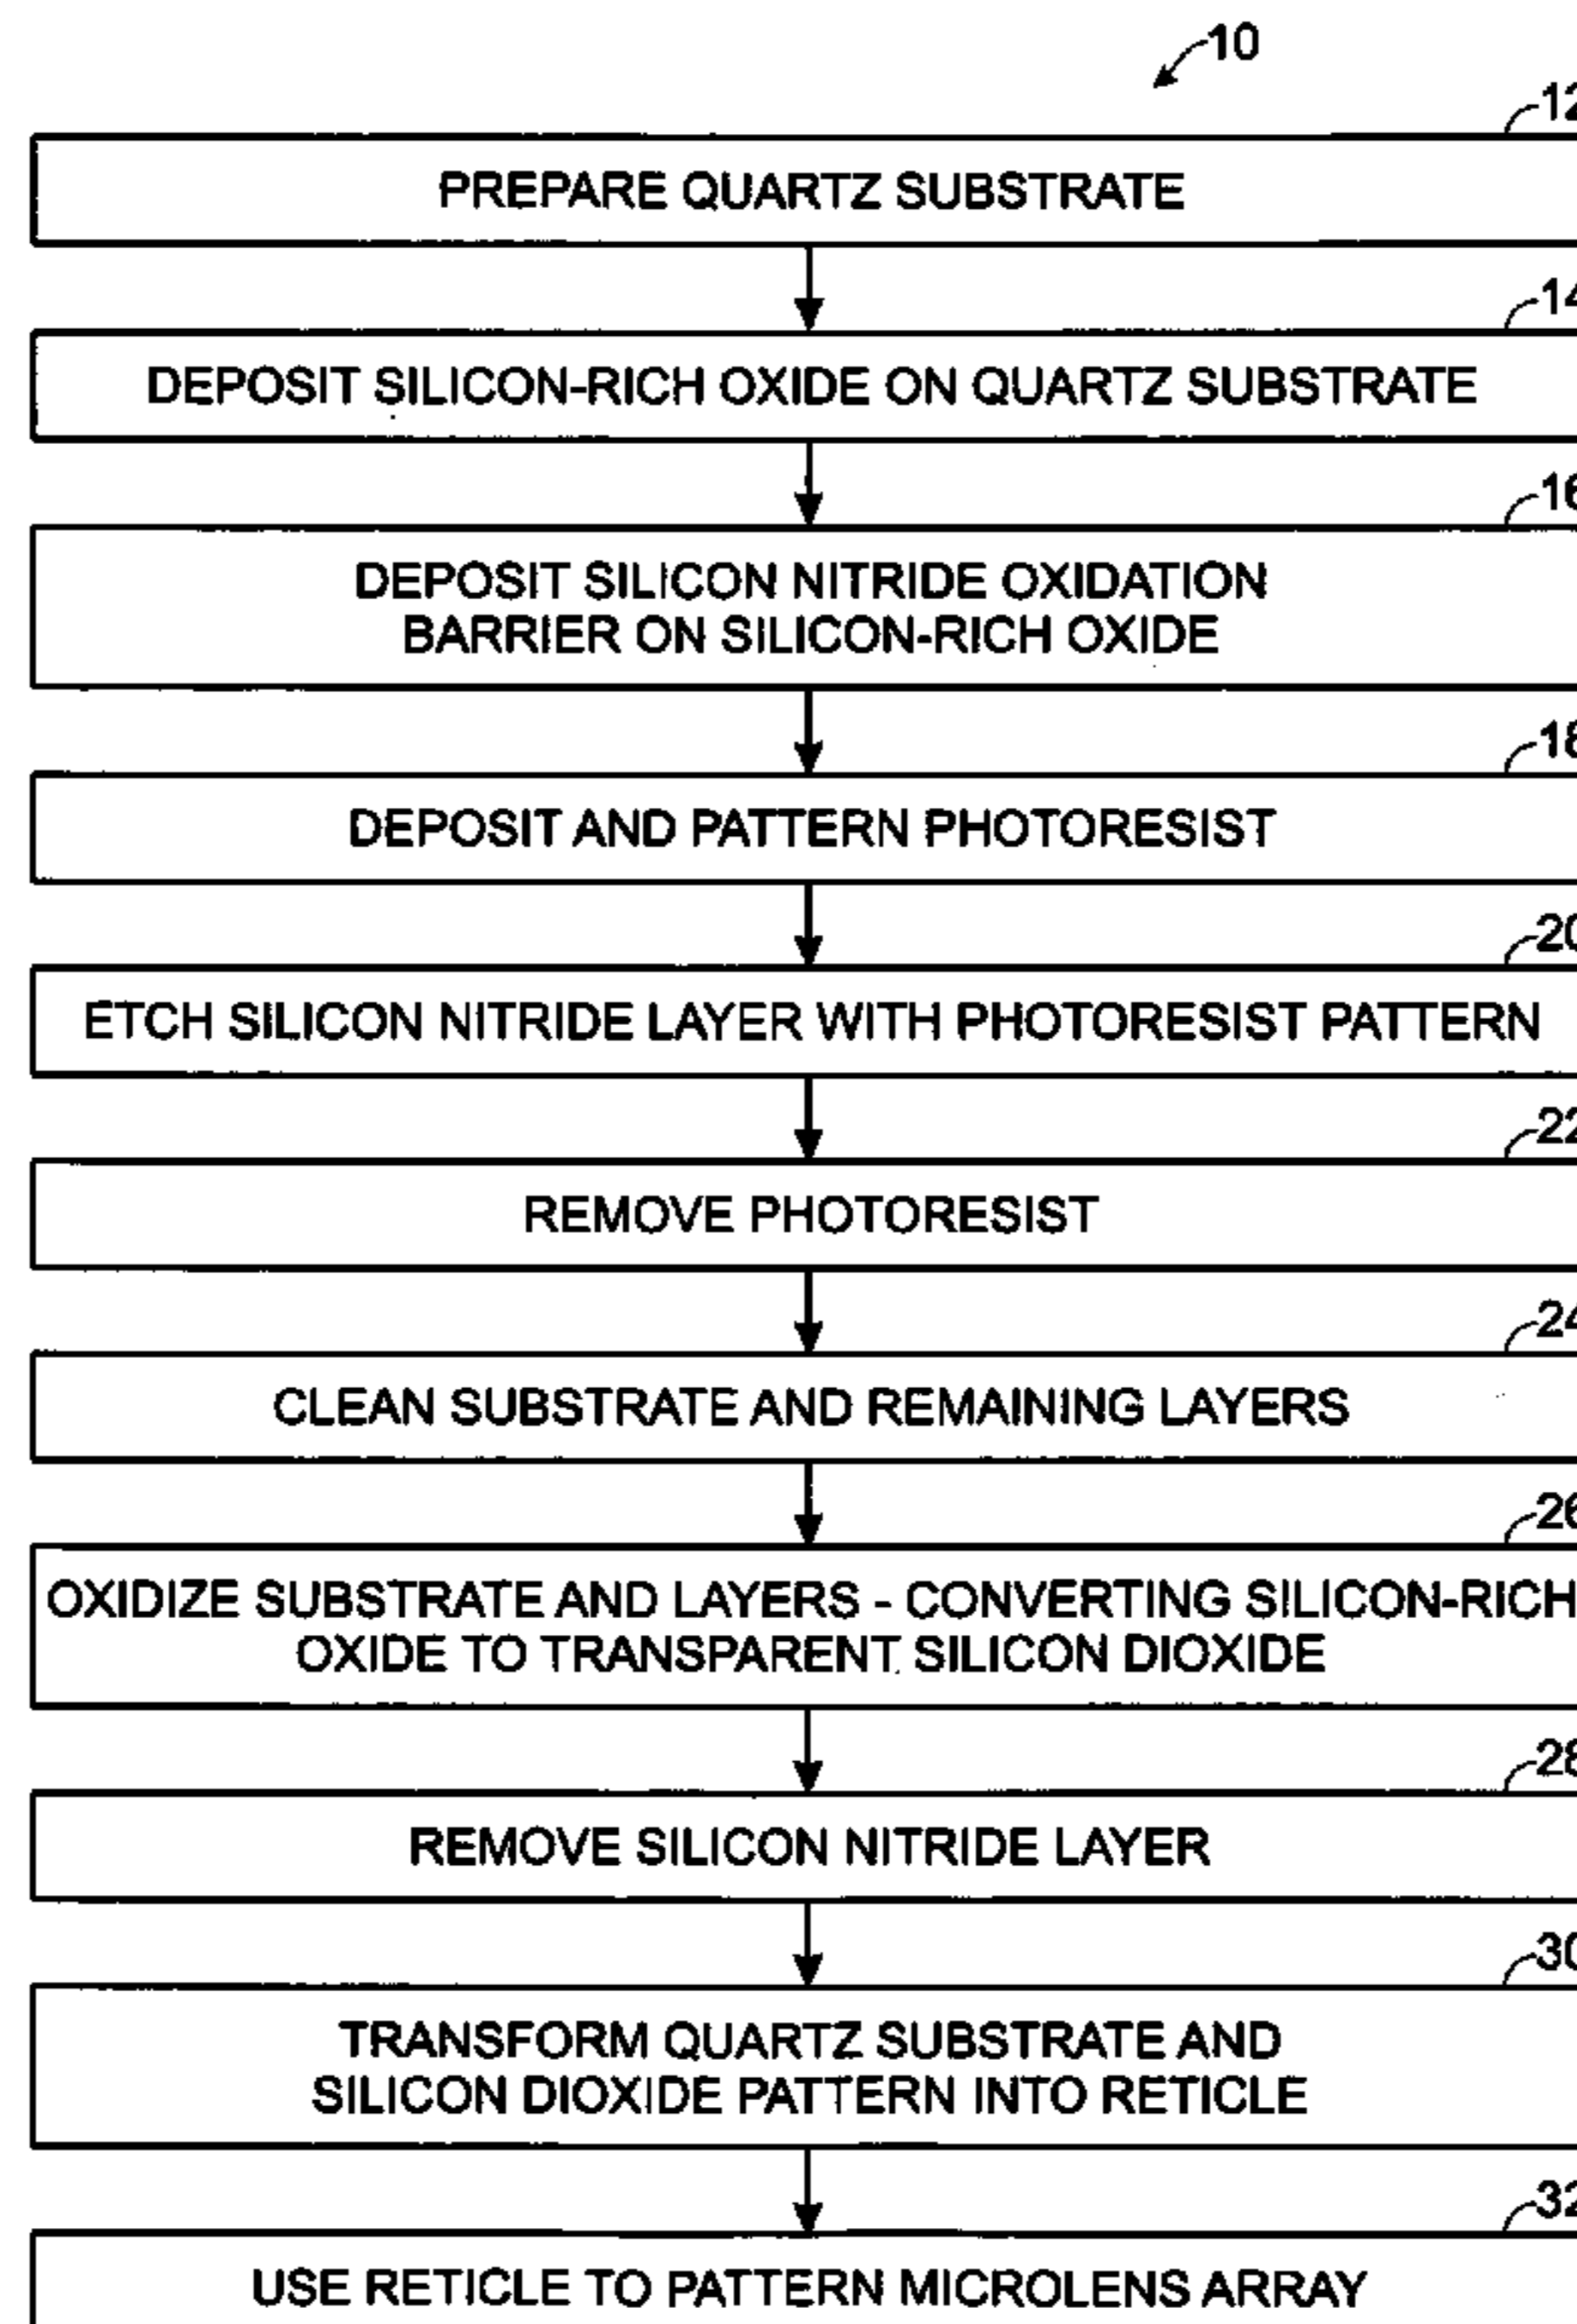 10
12
PREPARE QUARTZ SUBSTRATE
14
DEPOSIT SILICON-RICH OXIDE ON QUARTZ SUBSTRATE
16
DEPOSIT SILICON NITRIDE OXIDATION
BARRIER ON SILICON-RICH OXIDE
18
DEPOSIT AND PATTERN PHOTORESIST
20
ETCH SILICON NITRIDE LAYER WITH PHOTORESIST PATTERN
22
REMOVE PHOTORESIST
24
CLEAN SUBSTRATE AND REMAINING LAYERS
26
OXIDIZE SUBSTRATE AND LAYERS - CONVERTING SILICON-RICH
OXIDE TO TRANSPARENT SILICON DIOXIDE
28
REMOVE SILICON NITRIDE LAYER
30
TRANSFORM QUARTZ SUBSTRATE AND
SILICON DIOXIDE PATTERN INTO RETICLE
32
USE RETICLE TO PATTERN MICROLENS ARRAY